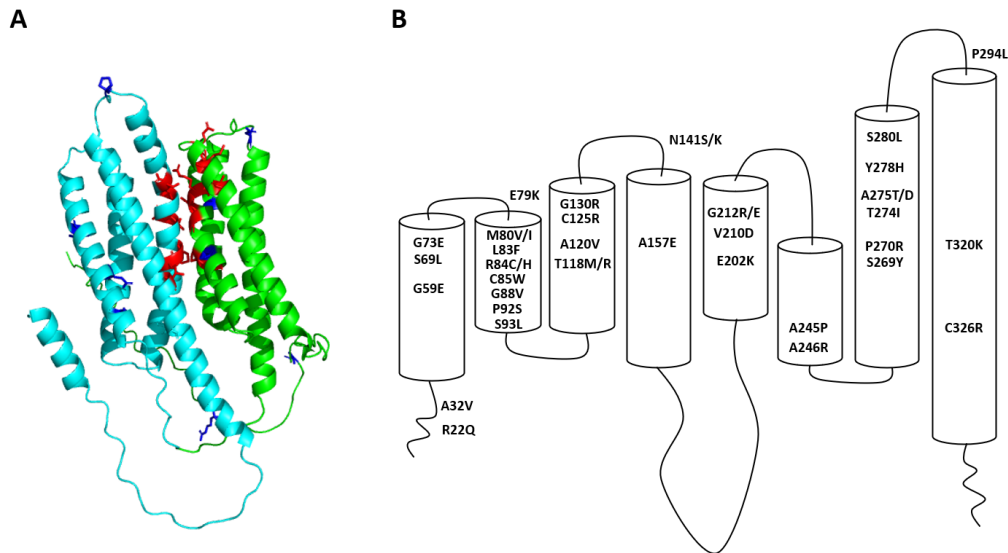 A
B
P294L
N141S/K
S280L
Y278H
A275T/D
T274I
P270R
S269Y
E79K
G130R
C125R
A120V
T118M/R
G212R/E
V210D
E202K
G73E
S69L
G59E
M80V/I
L83F
R84C/H
C85W
G88V
P92S
S93L
A157E
T320K
C326R
A245P
A246R
A32V
R22Q